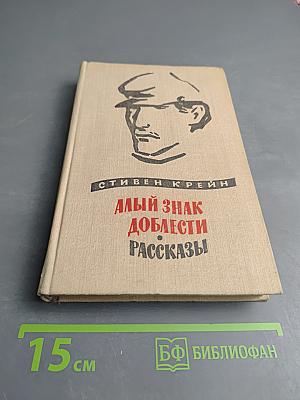 СТИВЕН КРЕЙН
АЛЫЙ ЗНАК
ДОБЛЕСТИ
РАССКАЗЫ
15 СМ
БФ БИБЛИОФАН